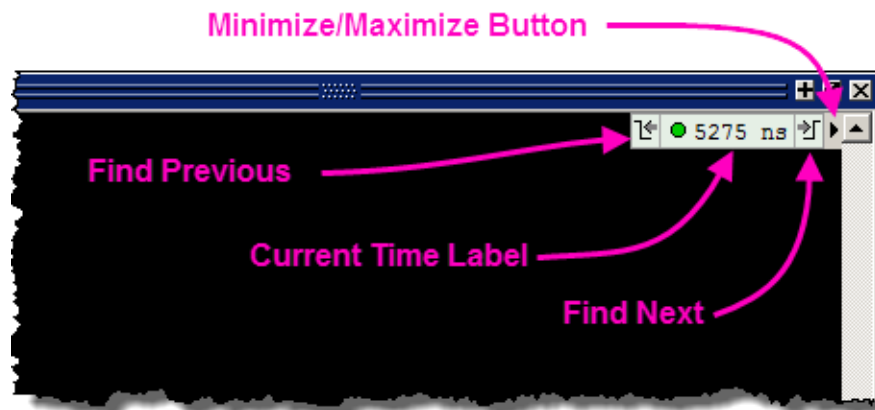 Minimize/Maximize Button
5275 ns
Find Previous
Current Time Label
Find Next